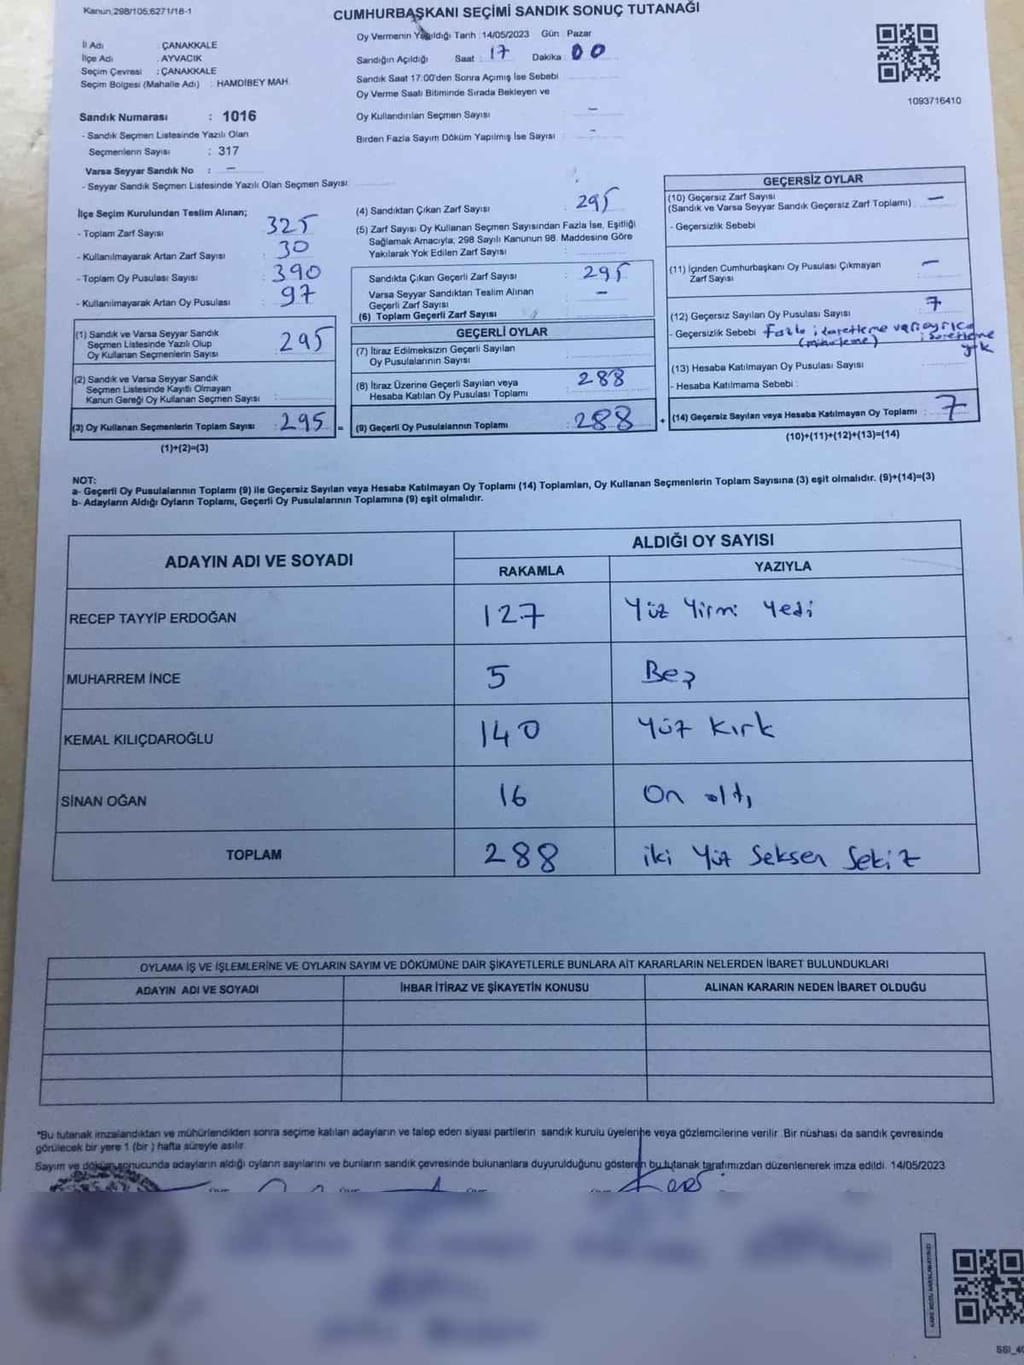 Kanun,298/105,6271/16-1
CUMHURBAŞKANI SEÇİMİ SANDIK SONUÇ TUTANAĞI
İl Adı : ÇANAKKALE
İlçe Adı : AYVACIK
Seçim Çevresi : ÇANAKKALE
Seçim Bölgesi (Mahalle Adı) : HAMDİBEY MAH.
Sandık Numarası : 1016
- Sandık Seçmen Listesinde Yazılı Olan
Seçmenlerin Sayısı : 317
Varsa Seyyar Sandık No : –
- Seyyar Sandık Seçmen Listesinde Yazılı Olan Seçmen Sayısı
Oy Vermenin Yapıldığı Tarih : 14/05/2023 Gün : Pazar
Sandığın Açıldığı Saat : 17 Dakika : 00
Sandık Saat 17:00'den Sonra Açımış İse Sebebi
Oy Verme Saati Bitiminde Sırada Bekleyen ve
Oy Kullandırılan Seçmen Sayısı –
Birden Fazla Sayım Döküm Yapılmış İse Sayısı –
1093716410
İlçe Seçim Kurulundan Teslim Alınan;
- Toplam Zarf Sayısı : 325
- Kullanılmayarak Artan Zarf Sayısı : 30
- Toplam Oy Pusulası Sayısı : 390
- Kullanılmayarak Artan Oy Pusulası : 97
(1) Sandık ve Varsa Seyyar Sandık
Seçmen Listesinde Yazılı Olup
Oy Kullanan Seçmenlerin Sayısı : 295
(2) Sandık ve Varsa Seyyar Sandık
Seçmen Listesinde Kayıtlı Olmayan
Kanun Gereği Oy Kullanan Seçmen Sayısı :
(3) Oy Kullanan Seçmenlerin Toplam Sayısı : 295 =
(1)+(2)=(3)
(4) Sandıktan Çıkan Zarf Sayısı : 295
(5) Zarf Sayısı Oy Kullanan Seçmen Sayısından Fazla İse, Eşitliği
Sağlamak Amacıyla, 298 Sayılı Kanunun 98. Maddesine Göre
Yakılarak Yok Edilen Zarf Sayısı
Sandıkta Çıkan Geçerli Zarf Sayısı : 295
Varsa Seyyar Sandıktan Teslim Alınan
Geçerli Zarf Sayısı –
(6) Toplam Geçerli Zarf Sayısı
GEÇERLİ OYLAR
(7) İtiraz Edilmeksizin Geçerli Sayılan
Oy Pusulalarının Sayısı
(8) İtiraz Üzerine Geçerli Sayılan veya
Hesaba Katılan Oy Pusulası Toplamı : 288
(9) Geçerli Oy Pusulalarının Toplamı : 288 +
GEÇERSİZ OYLAR
(10) Geçersiz Zarf Sayısı
(Sandık ve Varsa Seyyar Sandık Geçersiz Zarf Toplamı) –
- Geçersizlik Sebebi
(11) İçinden Cumhurbaşkanı Oy Pusulası Çıkmayan
Zarf Sayısı –
(12) Geçersiz Sayılan Oy Pusulası Sayısı : 7
- Geçersizlik Sebebi Fazla işaretleme var ayrıca
(mühürleme) işaretleme
yok
(13) Hesaba Katılmayan Oy Pusulası Sayısı
- Hesaba Katılmama Sebebi :
(14) Geçersiz Sayılan veya Hesaba Katılmayan Oy Toplamı : 7
(10)+(11)+(12)+(13)=(14)
NOT:
a- Geçerli Oy Pusulalarının Toplamı (9) ile Geçersiz Sayılan veya Hesaba Katılmayan Oy Toplamı (14) Toplamları, Oy Kullanan Seçmenlerin Toplam Sayısına (3) eşit olmalıdır. (9)+(14)=(3)
b- Adayların Aldığı Oyların Toplamı, Geçerli Oy Pusulalarının Toplamına (9) eşit olmalıdır.
ADAYIN ADI VE SOYADI
ALDIĞI OY SAYISI
RAKAMLA YAZIYLA
RECEP TAYYİP ERDOĞAN 127 Yüz Yirmi Yedi
MUHARREM İNCE 5 Beş
KEMAL KILIÇDAROĞLU 140 Yüz Kırk
SİNAN OĞAN 16 On altı
TOPLAM 288 iki Yüz Seksen Sekiz
OYLAMA İŞ VE İŞLEMLERİNE VE OYLARIN SAYIM VE DÖKÜMÜNE DAİR ŞİKAYETLERLE BUNLARA AİT KARARLARIN NELERDEN İBARET BULUNDUKLARI
ADAYIN ADI VE SOYADI İHBAR İTİRAZ VE ŞİKAYETİN KONUSU ALINAN KARARIN NEDEN İBARET OLDUĞU
*Bu tutanak imzalandıktan ve mühürlendikten sonra seçime katılan adayların ve talep eden siyasi partilerin sandık kurulu üyelerine veya gözlemcilerine verilir. Bir nüshası da sandık çevresinde
görülecek bir yere 1 (bir ) hafta süreyle asılır.
Sayım ve döküm sonucunda adayların aldığı oyların sayılarını ve bunların sandık çevresinde bulunanlara duyurulduğunu gösteren bu tutanak tarafımızdan düzenlenerek imza edildi. 14/05/2023